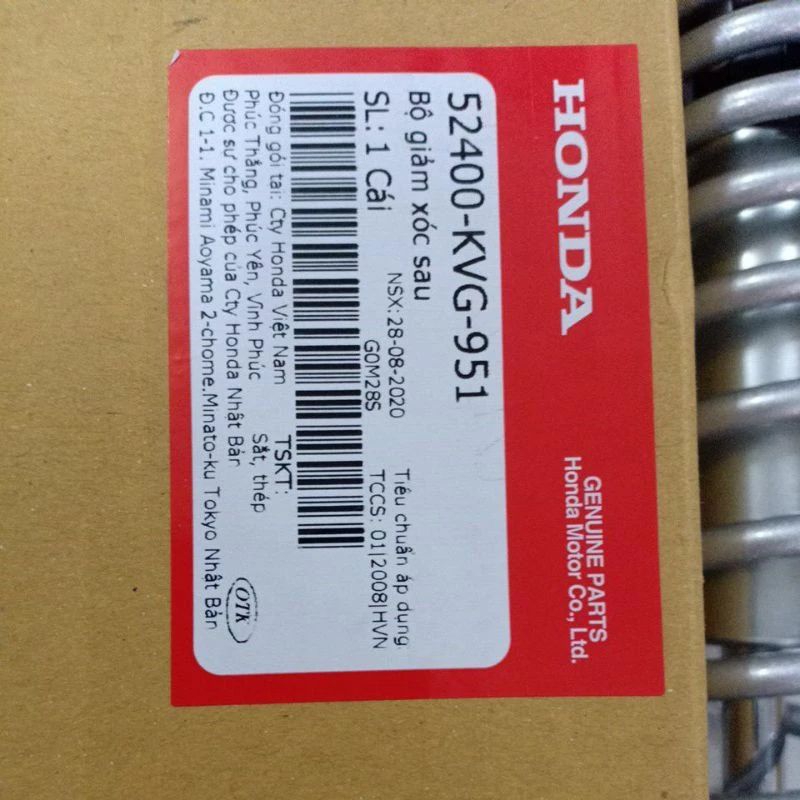 HONDA
GENUINE PARTS
Honda Motor Co., Ltd.
52400-KVG-951
Bộ giảm xóc sau
NSX: 28-08-2020
Tiêu chuẩn áp dụng
SL: 1 Cái
G0M28S
TCCS: 01|2008|HVN
Đóng gói tại: Cty Honda Việt Nam
TSKT:
Phúc Thắng, Phúc Yên, Vĩnh Phúc
Sắt, thép
Được sự cho phép của Cty Honda Nhật Bản
Đ.C 1-1. Minami Aoyama 2-chome.Minato-ku Tokyo Nhật Bản
OTK